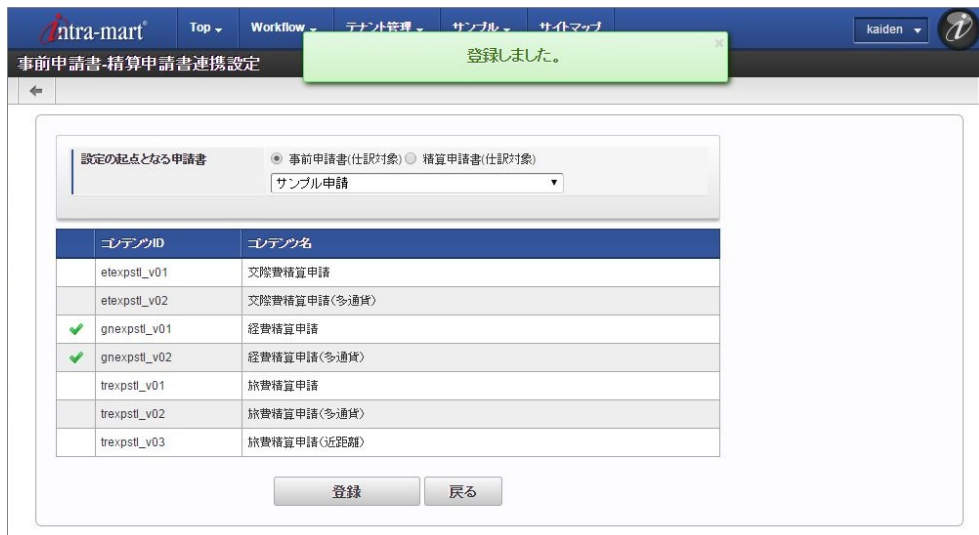 intra-mart Top Workflow テナント管理 サンプル サイトマップ kaiden
登録しました。
事前申請書-精算申請書連携設定
設定の起点となる申請書 事前申請書(仕訳対象) 精算申請書(仕訳対象)
サンプル申請
コンテンツID コンテンツ名
etexpstl_v01 交際費精算申請
etexpstl_v02 交際費精算申請(多通貨)
gnexpstl_v01 経費精算申請
gnexpstl_v02 経費精算申請(多通貨)
trexpstl_v01 旅費精算申請
trexpstl_v02 旅費精算申請(多通貨)
trexpstl_v03 旅費精算申請(近距離)
登録 戻る